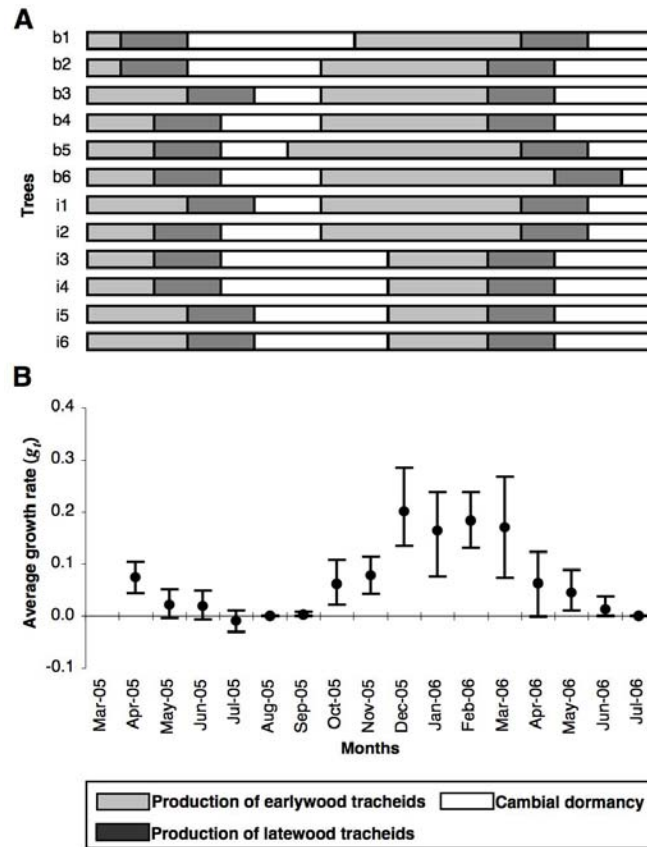 A
b1
b2
b3
b4
b5
b6
i1
i2
i3
i4
i5
i6
Trees
B
0.4
0.3
0.2
0.1
0.0
-0.1
Average growth rate (gt)
Mar-05
Apr-05
May-05
Jun-05
Jul-05
Aug-05
Sep-05
Oct-05
Nov-05
Dec-05
Jan-06
Feb-06
Mar-06
Apr-06
May-06
Jun-06
Jul-06
Months
Production of earlywood tracheids Cambial dormancy
Production of latewood tracheids